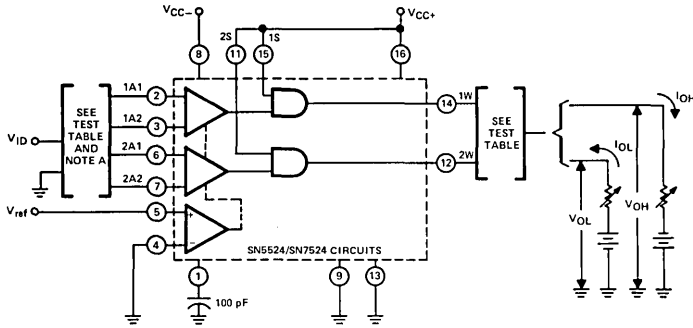 VCC− VCC+
2S 1S
8 11 15 16
1A1 2
1A2 3
2A1 6
2A2 7
VID
SEE
TEST
TABLE
AND
NOTE A
Vref 5 +
4 −
14 1W
12 2W
SEE
TEST
TABLE
IOH
IOL
VOL
VOH
SN5524/SN7524 CIRCUITS
1 9 13
100 pF